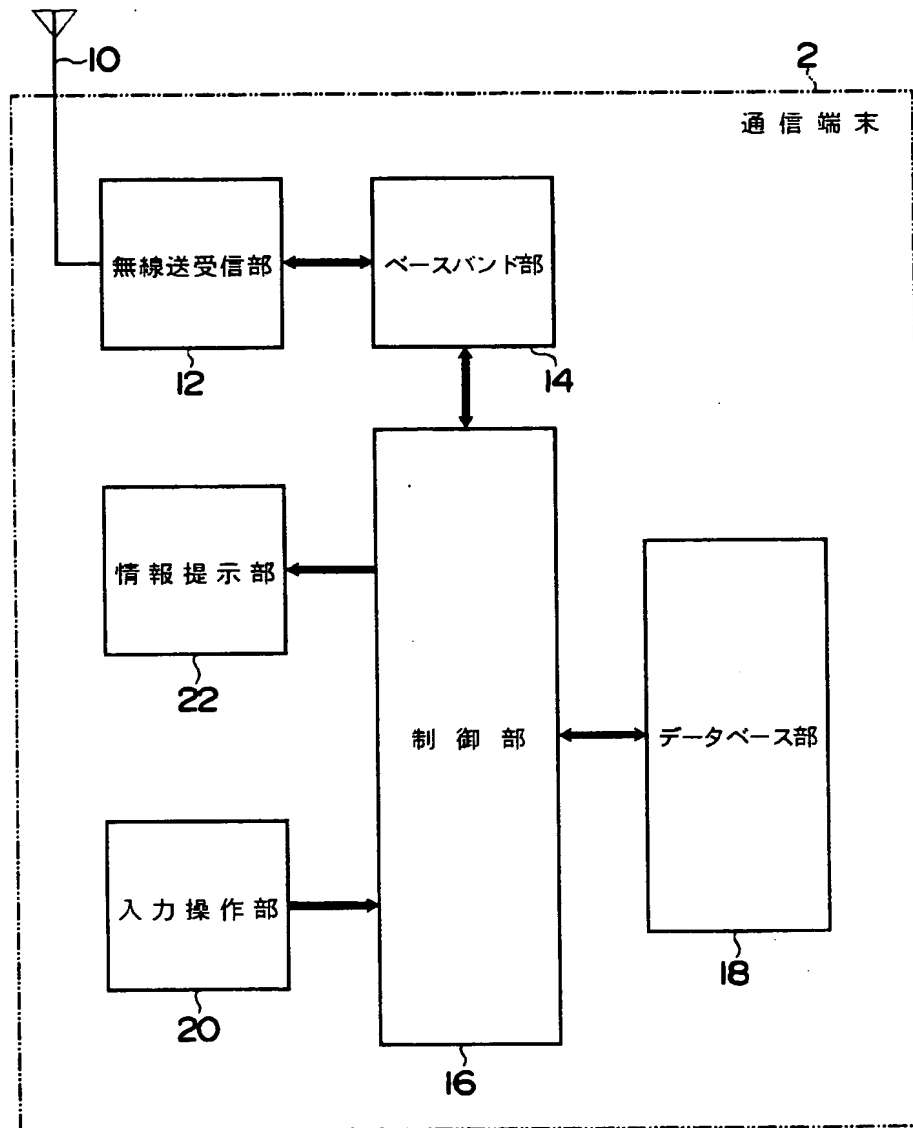 10
2
通信端末
無線送受信部
ベースバンド部
12
14
情報提示部
22
制御部
データベース部
入力操作部
18
20
16